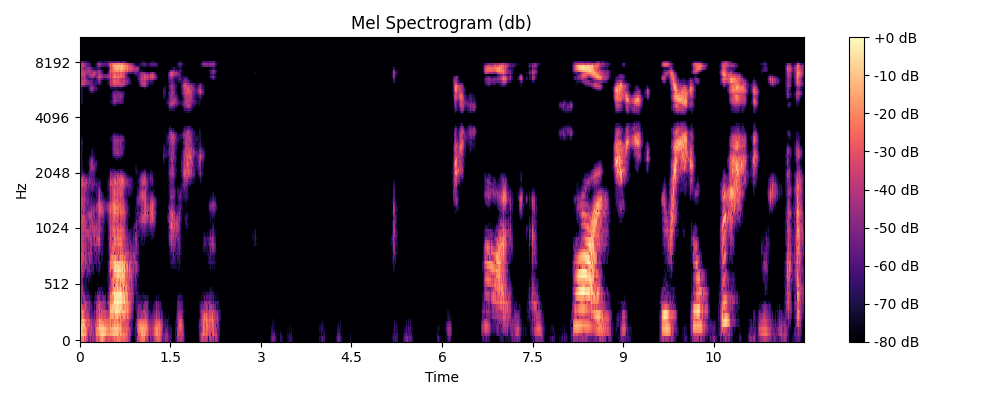 Mel Spectrogram (db)
8192
4096
2048
1024
512
0
Hz
0 1.5 3 4.5 6 7.5 9 10
Time
+0 dB
-10 dB
-20 dB
-30 dB
-40 dB
-50 dB
-60 dB
-70 dB
-80 dB